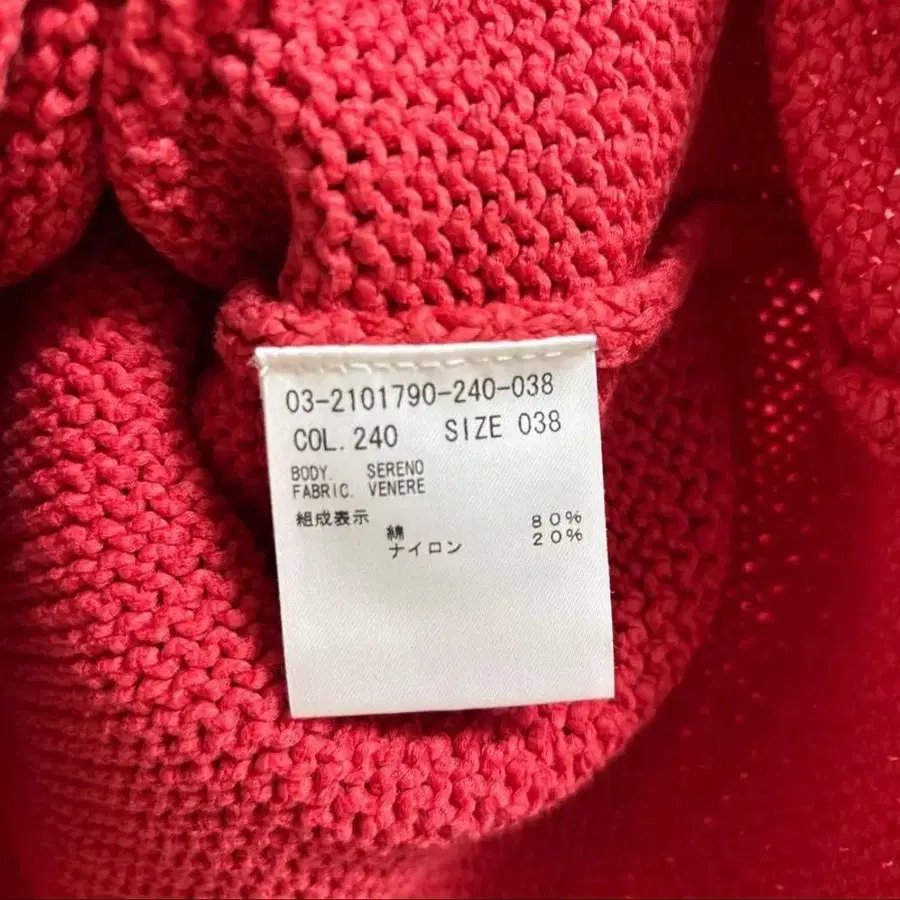 03-2101790-240-038
COL. 240 SIZE 038
BODY. SERENO
FABRIC. VENERE
組成表示
綿 80%
ナイロン 20%